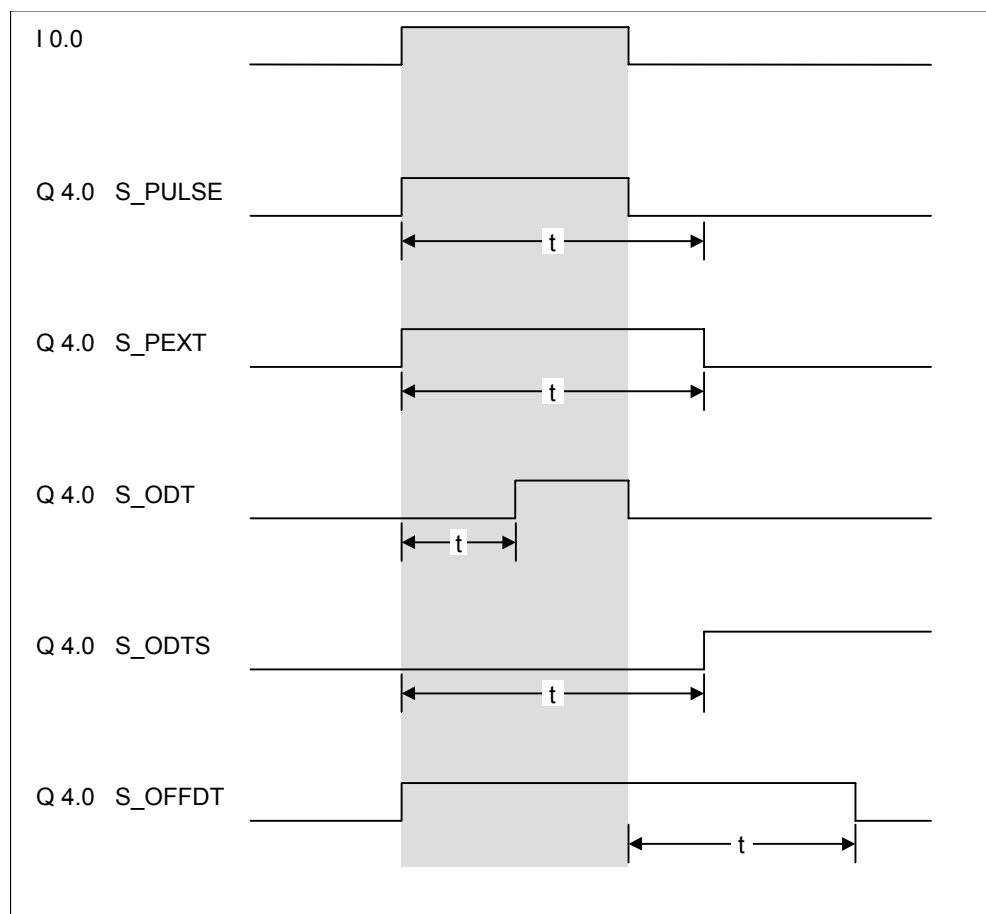 I 0.0
Q 4.0 S_PULSE
t
Q 4.0 S_PEXT
t
Q 4.0 S_ODT
t
Q 4.0 S_ODTS
t
Q 4.0 S_OFFDT
t